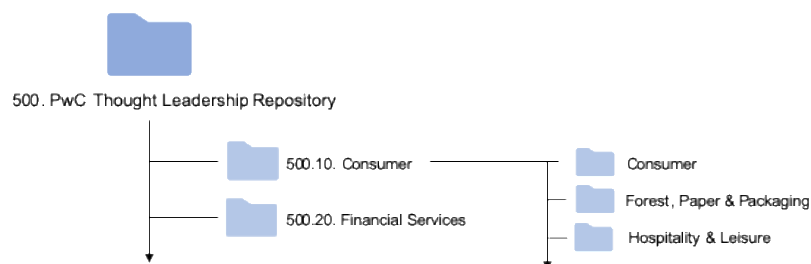 500. PwC Thought Leadership Repository
500.10. Consumer
Consumer
Forest, Paper & Packaging
500.20. Financial Services
Hospitality & Leisure